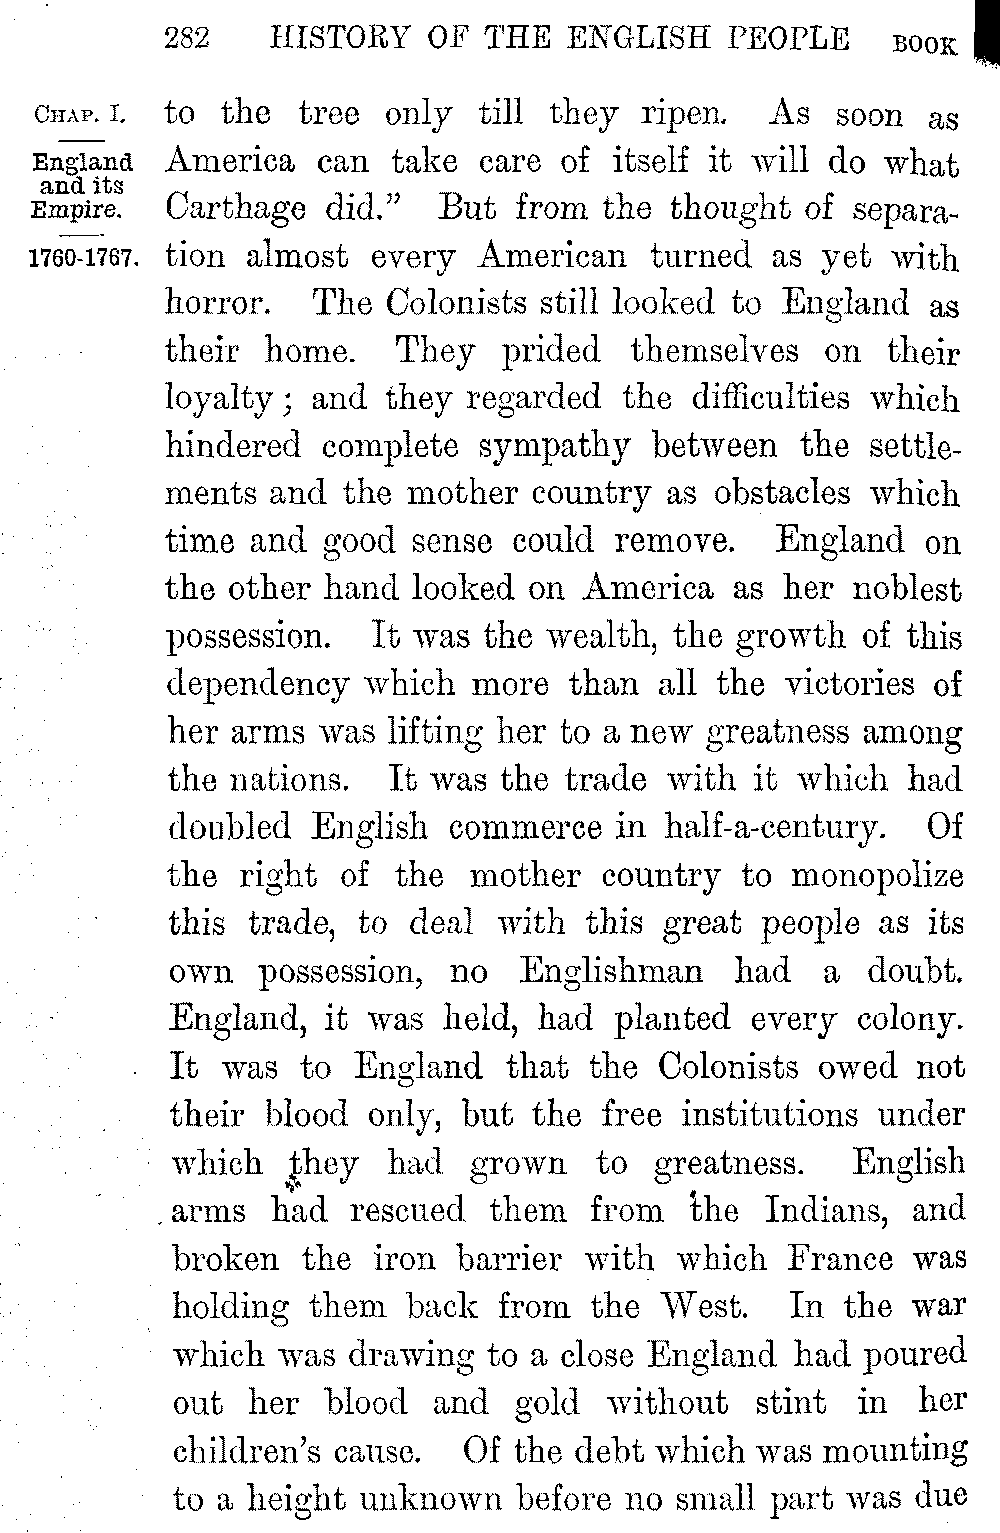 282 HISTORY OF THE ENGLISH PEOPLE BOOK
CHAP. I.
England
and its
Empire.
1760-1767.
to the tree only till they ripen. As soon as
America can take care of itself it will do what
Carthage did." But from the thought of separa-
tion almost every American turned as yet with
horror. The Colonists still looked to England as
their home. They prided themselves on their
loyalty; and they regarded the difficulties which
hindered complete sympathy between the settle-
ments and the mother country as obstacles which
time and good sense could remove. England on
the other hand looked on America as her noblest
possession. It was the wealth, the growth of this
dependency which more than all the victories of
her arms was lifting her to a new greatness among
the nations. It was the trade with it which had
doubled English commerce in half-a-century. Of
the right of the mother country to monopolize
this trade, to deal with this great people as its
own possession, no Englishman had a doubt.
England, it was held, had planted every colony.
It was to England that the Colonists owed not
their blood only, but the free institutions under
which they had grown to greatness. English
arms had rescued them from the Indians, and
broken the iron barrier with which France was
holding them back from the West. In the war
which was drawing to a close England had poured
out her blood and gold without stint in her
children's cause. Of the debt which was mounting
to a height unknown before no small part was due